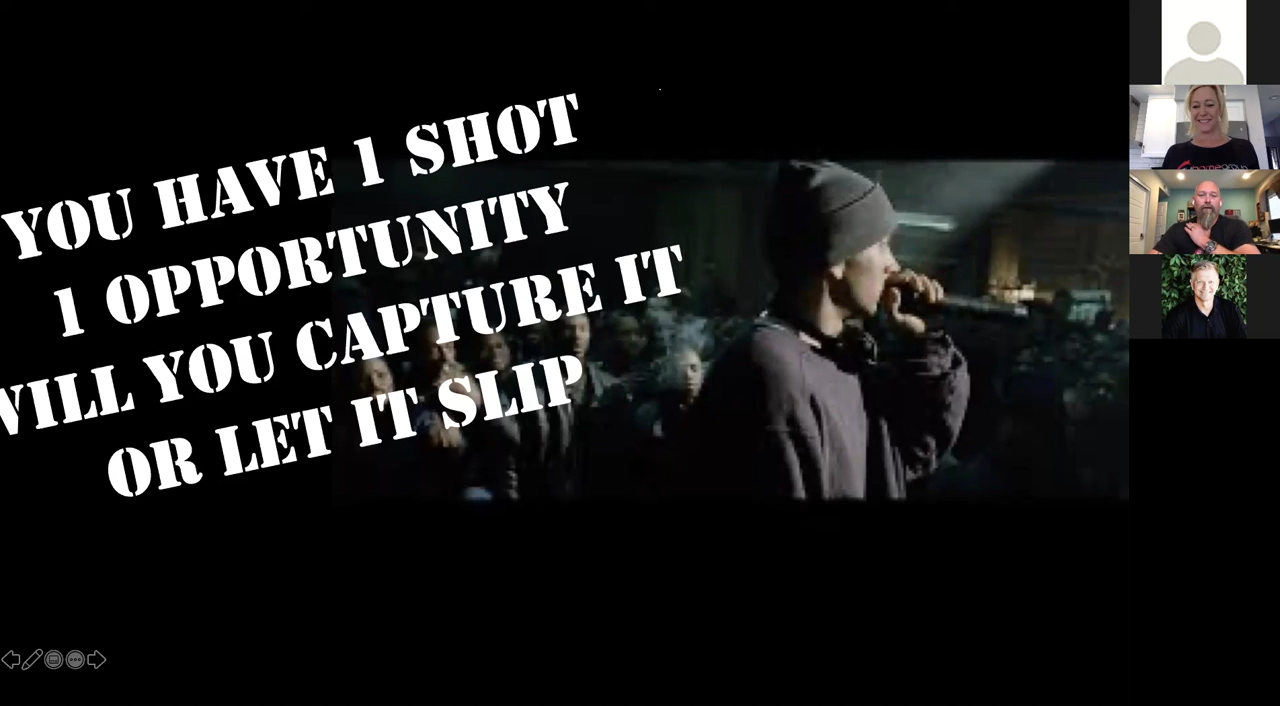 YOU HAVE 1 SHOT
1 OPPORTUNITY
WILL YOU CAPTURE IT
OR LET IT SLIP